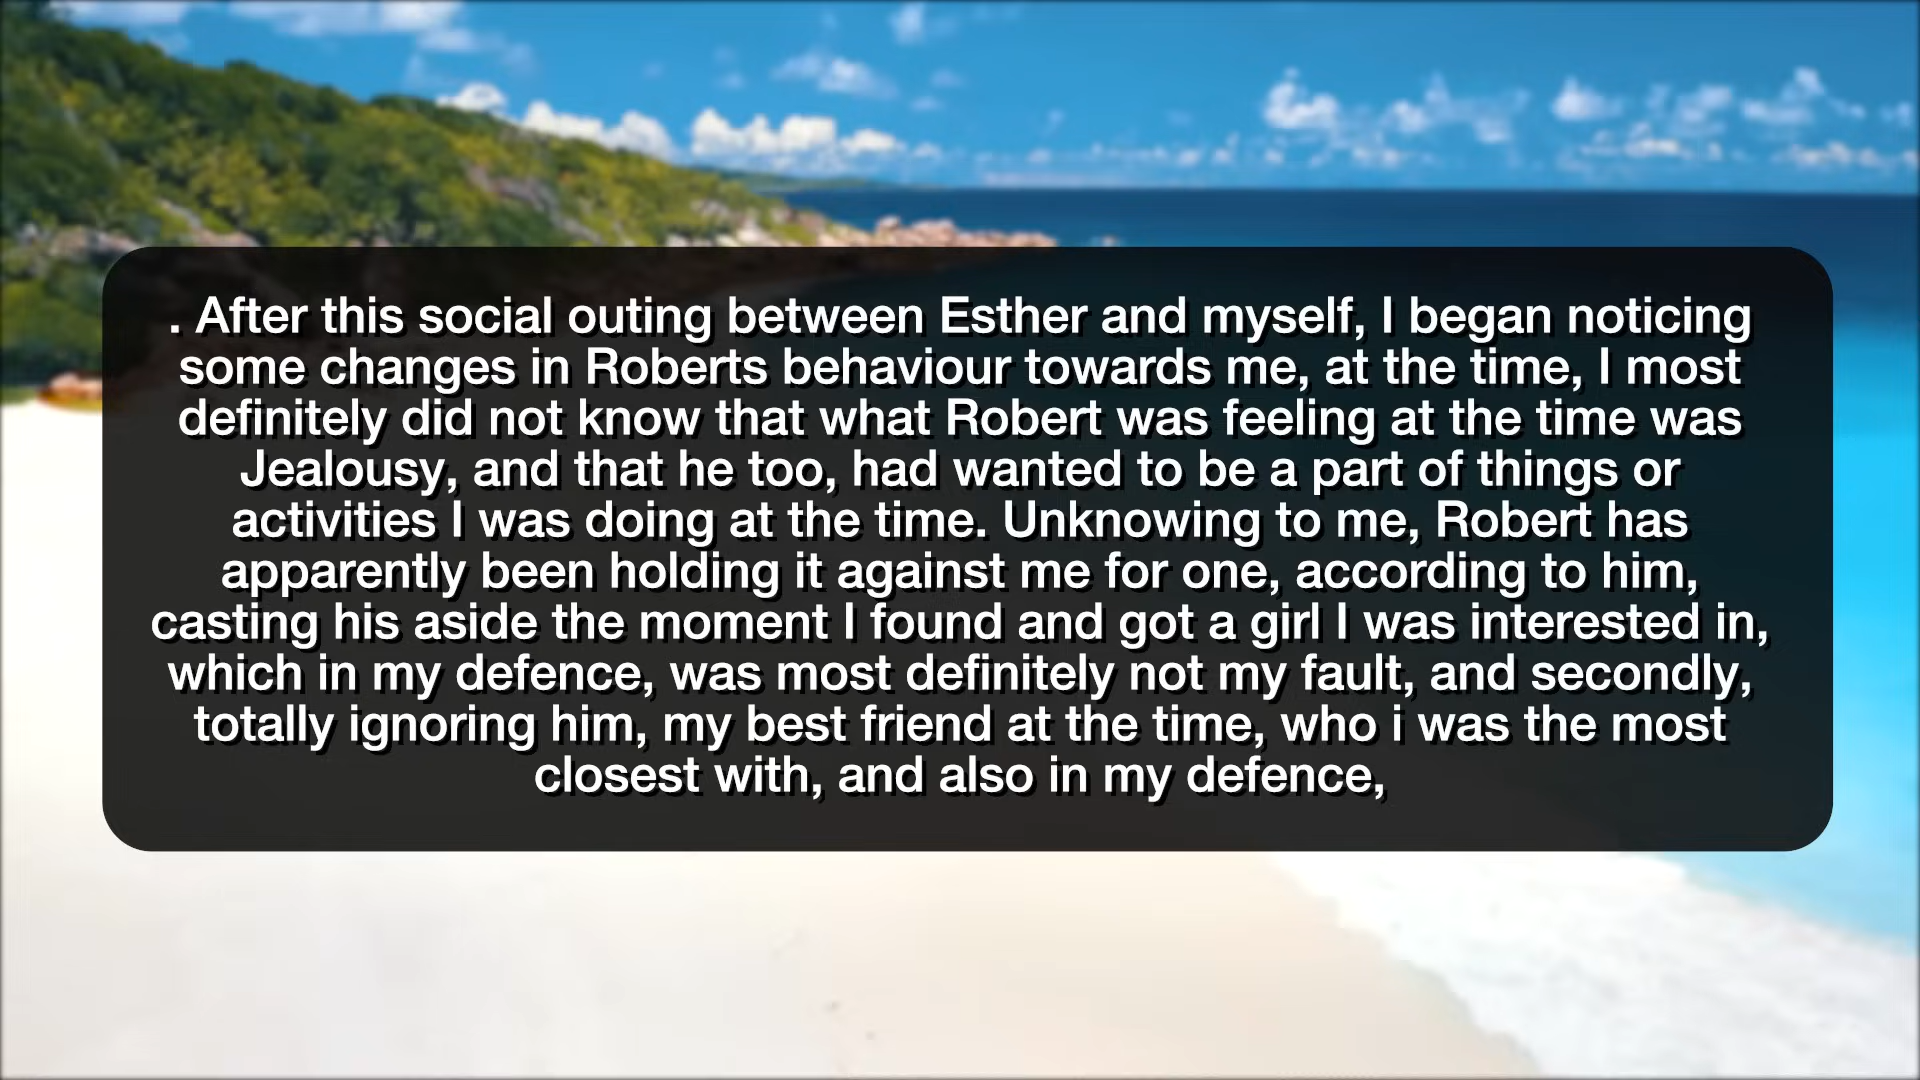 . After this social outing between Esther and myself, I began noticing
some changes in Roberts behaviour towards me, at the time, I most
definitely did not know that what Robert was feeling at the time was
Jealousy, and that he too, had wanted to be a part of things or
activities I was doing at the time. Unknowing to me, Robert has
apparently been holding it against me for one, according to him,
casting his aside the moment I found and got a girl I was interested in,
which in my defence, was most definitely not my fault, and secondly,
totally ignoring him, my best friend at the time, who i was the most
closest with, and also in my defence,